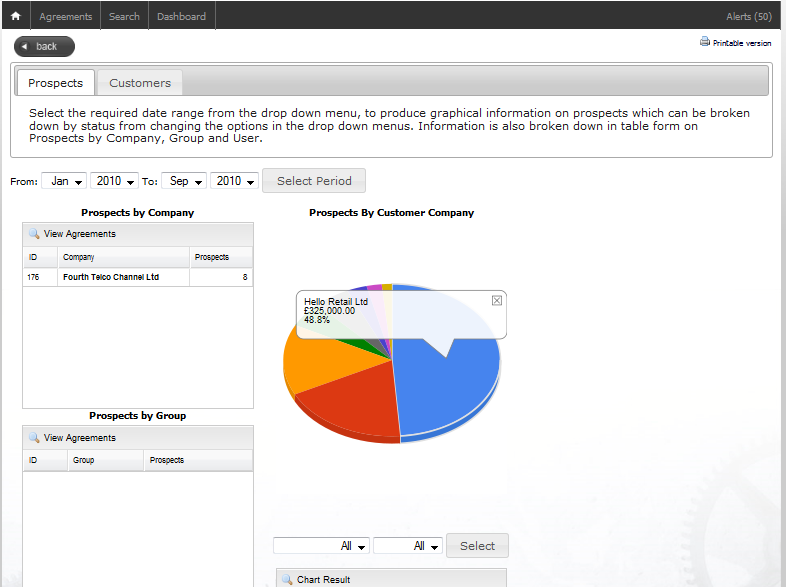 Agreements Search Dashboard Alerts (50)
back Printable version
Prospects Customers
Select the required date range from the drop down menu, to produce graphical information on prospects which can be broken
down by status from changing the options in the drop down menus. Information is also broken down in table form on
Prospects by Company, Group and User.
From: Jan 2010 To: Sep 2010 Select Period
Prospects by Company
View Agreements
ID Company Prospects
176 Fourth Telco Channel Ltd 8
Prospects By Customer Company
Hello Retail Ltd
£325,000.00
48.8%
Prospects by Group
View Agreements
ID Group Prospects
All All Select
Chart Result